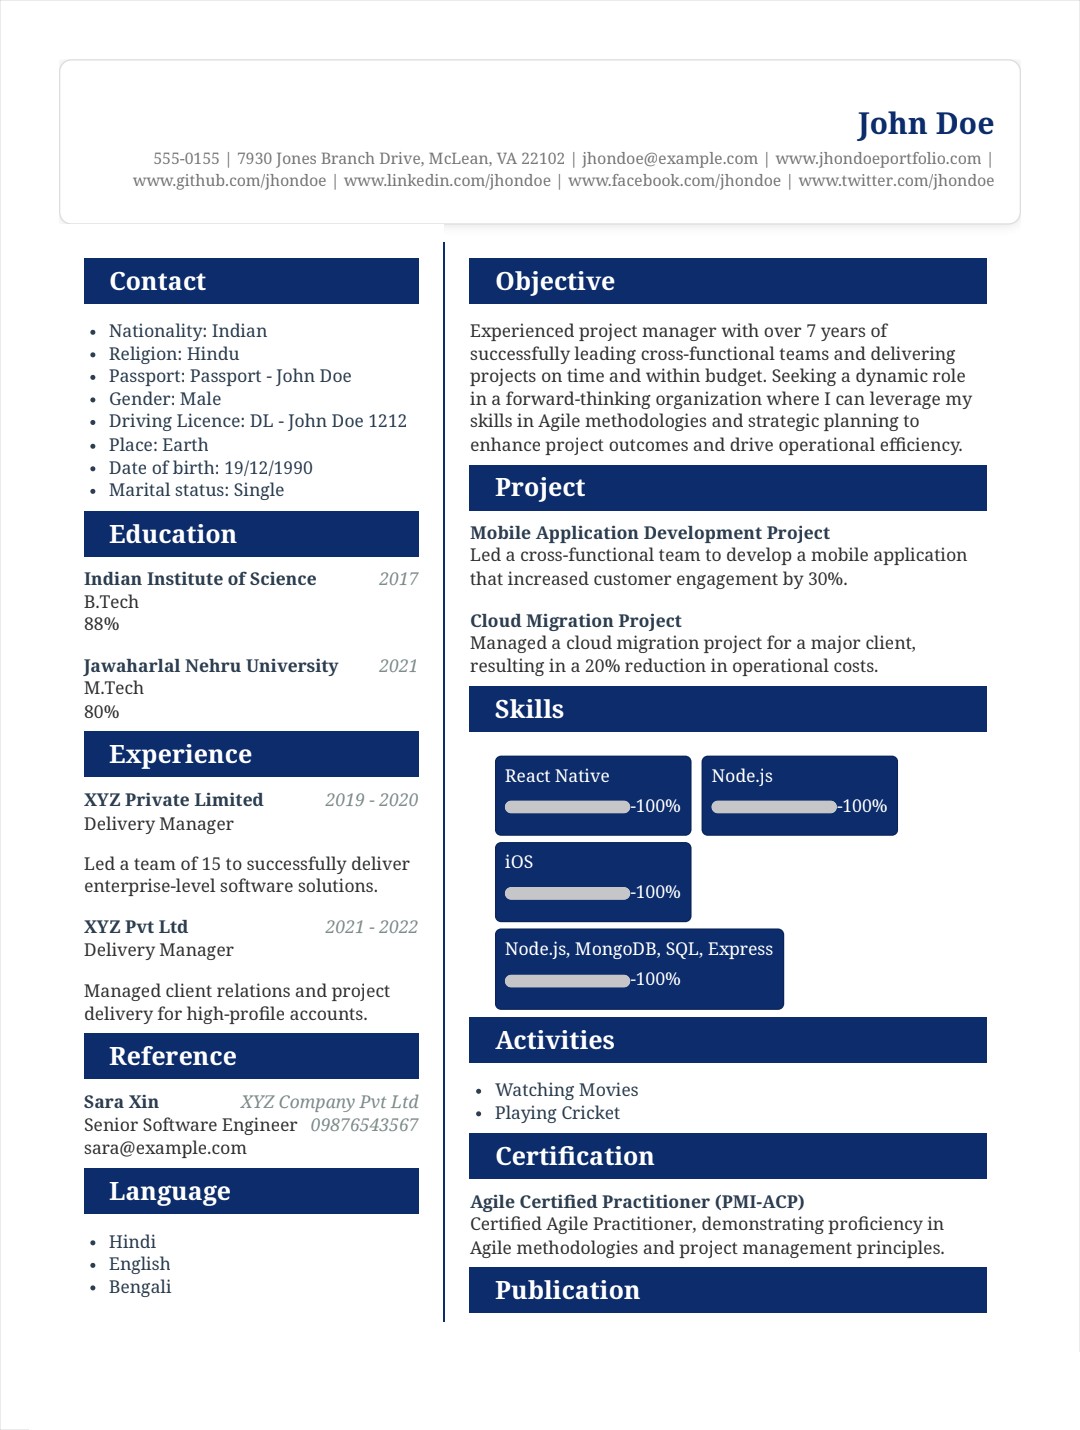 John Doe
555-0155 | 7930 Jones Branch Drive, McLean, VA 22102 | jhondoe@example.com | www.jhondoeportfolio.com |
www.github.com/jhondoe | www.linkedin.com/jhondoe | www.facebook.com/jhondoe | www.twitter.com/jhondoe
Contact
• Nationality: Indian
• Religion: Hindu
• Passport: Passport - John Doe
• Gender: Male
• Driving Licence: DL - John Doe 1212
• Place: Earth
• Date of birth: 19/12/1990
• Marital status: Single
Education
Indian Institute of Science 2017
B.Tech
88%
Jawaharlal Nehru University 2021
M.Tech
80%
Experience
XYZ Private Limited 2019 - 2020
Delivery Manager
Led a team of 15 to successfully deliver
enterprise-level software solutions.
XYZ Pvt Ltd 2021 - 2022
Delivery Manager
Managed client relations and project
delivery for high-profile accounts.
Reference
Sara Xin XYZ Company Pvt Ltd
Senior Software Engineer 09876543567
sara@example.com
Language
• Hindi
• English
• Bengali
Objective
Experienced project manager with over 7 years of
successfully leading cross-functional teams and delivering
projects on time and within budget. Seeking a dynamic role
in a forward-thinking organization where I can leverage my
skills in Agile methodologies and strategic planning to
enhance project outcomes and drive operational efficiency.
Project
Mobile Application Development Project
Led a cross-functional team to develop a mobile application
that increased customer engagement by 30%.
Cloud Migration Project
Managed a cloud migration project for a major client,
resulting in a 20% reduction in operational costs.
Skills
React Native
-100%
Node.js
-100%
iOS
-100%
Node.js, MongoDB, SQL, Express
-100%
Activities
• Watching Movies
• Playing Cricket
Certification
Agile Certified Practitioner (PMI-ACP)
Certified Agile Practitioner, demonstrating proficiency in
Agile methodologies and project management principles.
Publication